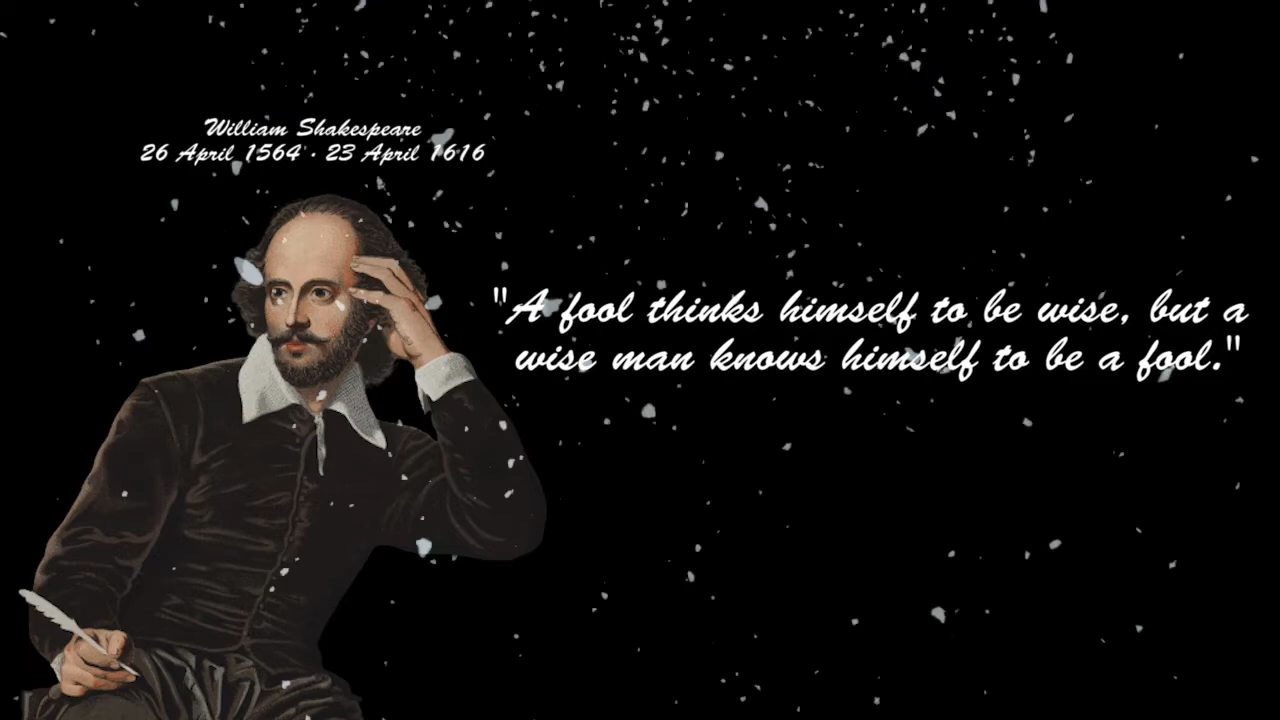 William Shakespeare
26 April 1564 · 23 April 1616
"A fool thinks himself to be wise, but a
wise man knows himself to be a fool."